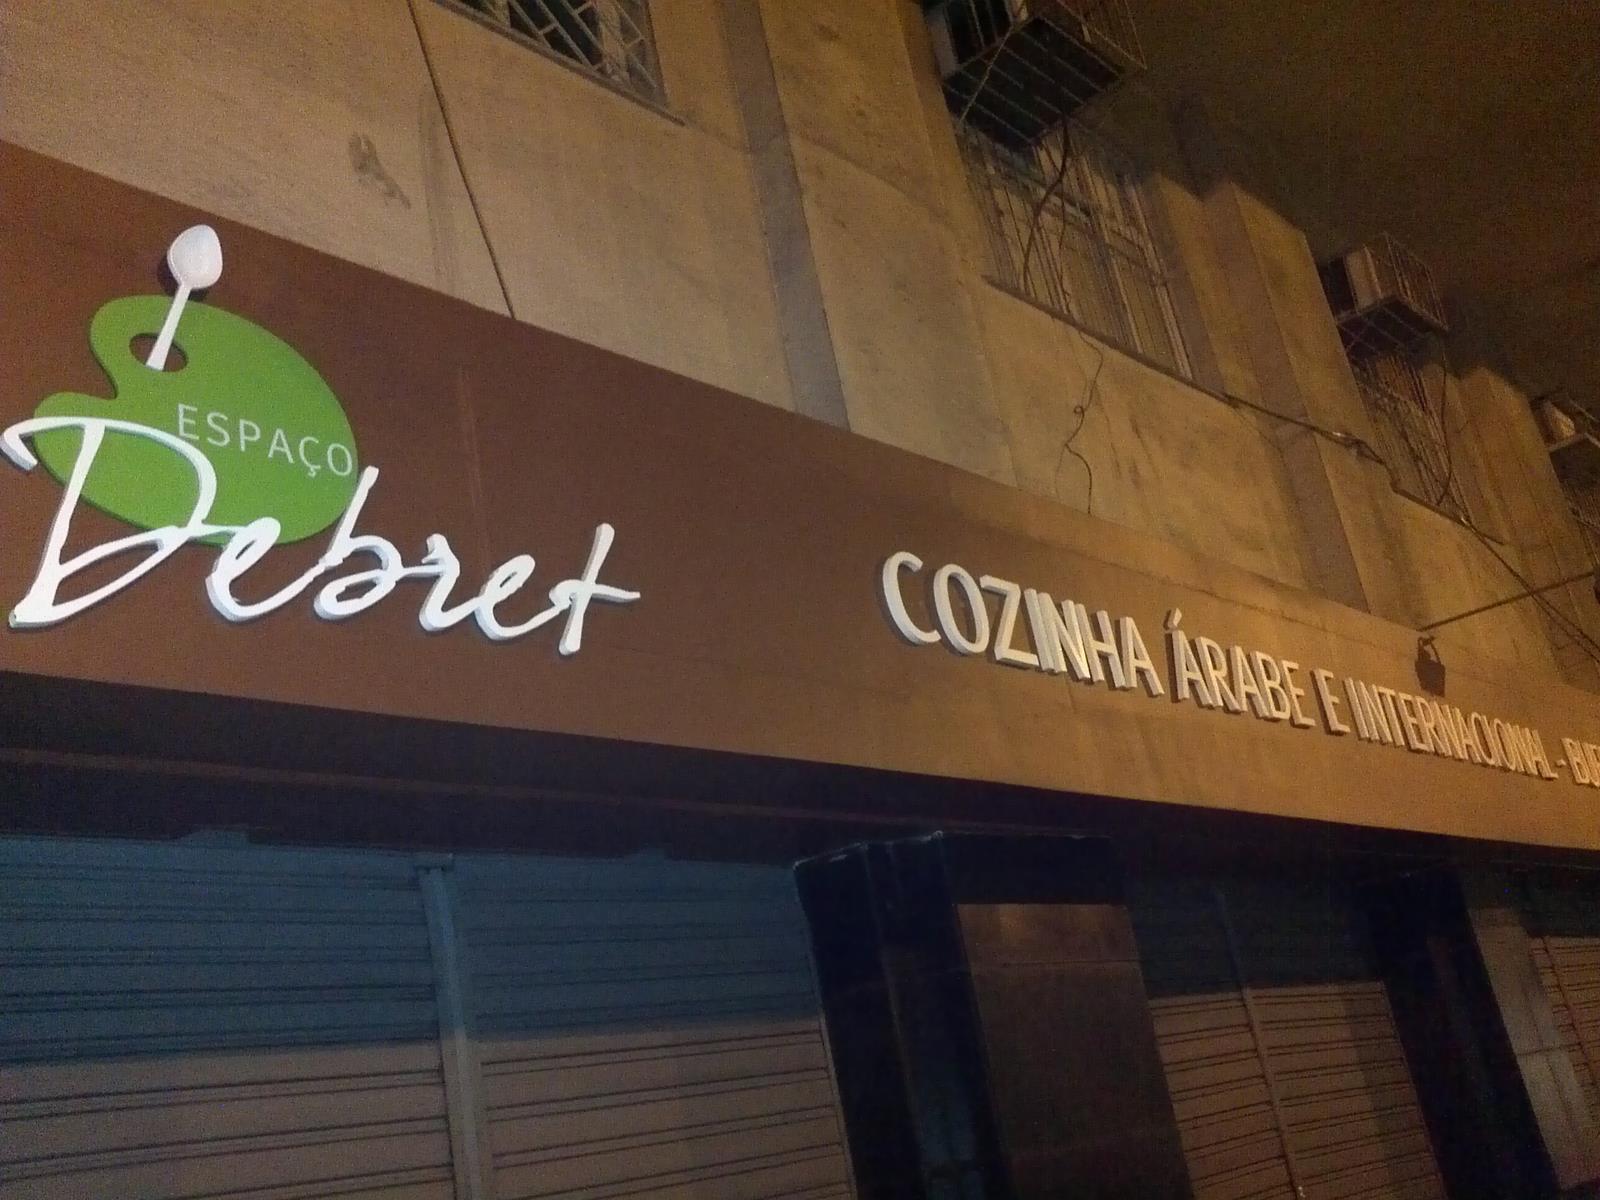 ESPAÇO
Debret
COZINHA ÁRABE E INTERNACIONAL -